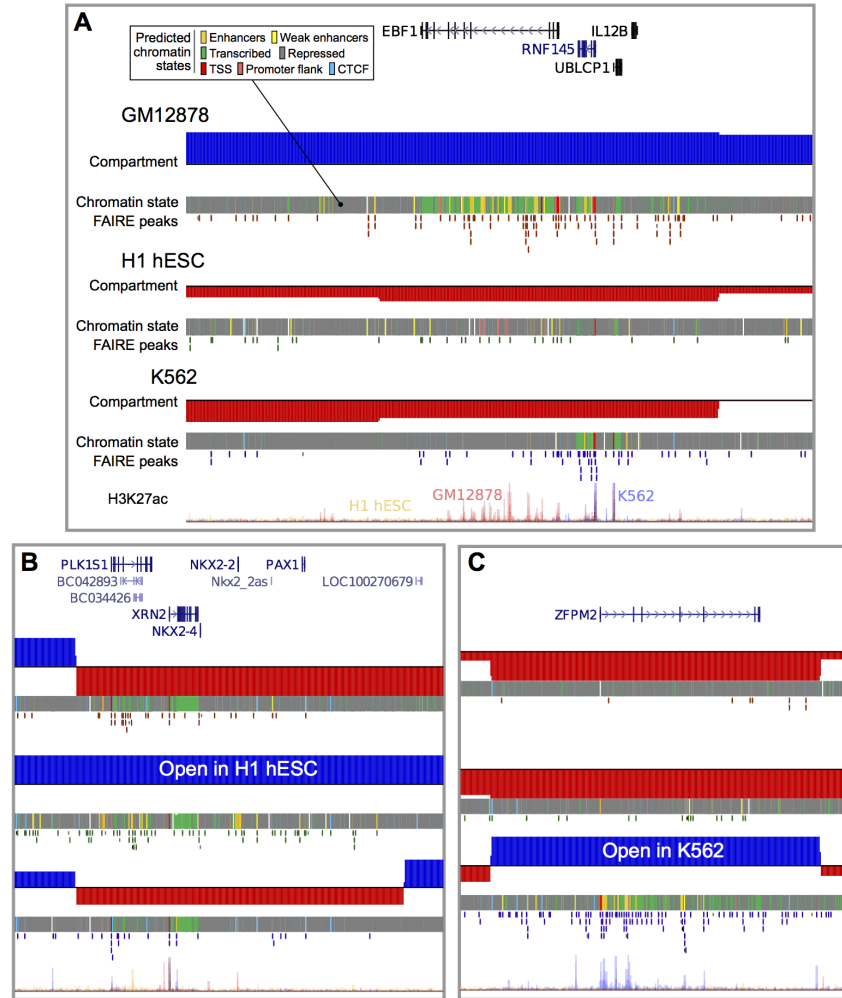 A
EBF1
IL12B
RNF145
UBLCP1
Predicted chromatin states
Enhancers Weak enhancers
Transcribed Repressed
TSS Promoter flank CTCF
GM12878
Compartment
Chromatin state
FAIRE peaks
H1 hESC
Compartment
Chromatin state
FAIRE peaks
K562
Compartment
Chromatin state
FAIRE peaks
H3K27ac
H1 hESC
GM12878
K562
B
PLK1S1
NKX2-2
PAX1
BC042893
Nkx2_2as
LOC100270679
BC034426
XRN2
NKX2-4
Open in H1 hESC
C
ZFPM2
Open in K562